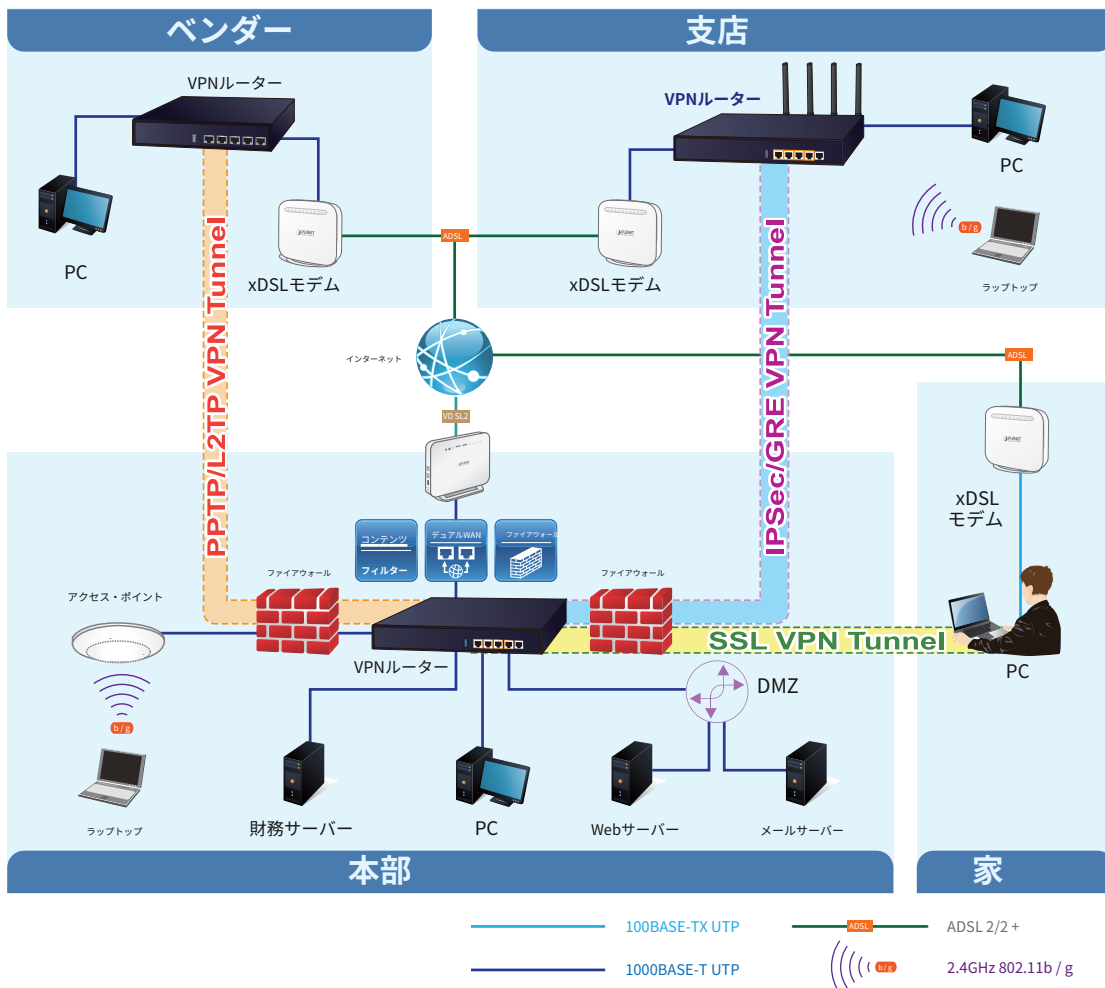 ベンダー
支店
VPNルーター
VPNルーター
PC
PC
xDSLモデム
ADSL
xDSLモデム
b / g
ラップトップ
PPTP/L2TP VPN Tunnel
IPSec/GRE VPN Tunnel
インターネット
ADSL
VD SL2
xDSL
モデム
コンテンツ
フィルター
デュアルWAN
ファイアウォール
ファイアウォール
ファイアウォール
アクセス・ポイント
VPNルーター
SSL VPN Tunnel
PC
DMZ
b / g
ラップトップ
財務サーバー
PC
Webサーバー
メールサーバー
本部
家
100BASE-TX UTP
ADSL
ADSL 2/2 +
1000BASE-T UTP
b / g
2.4GHz 802.11b / g